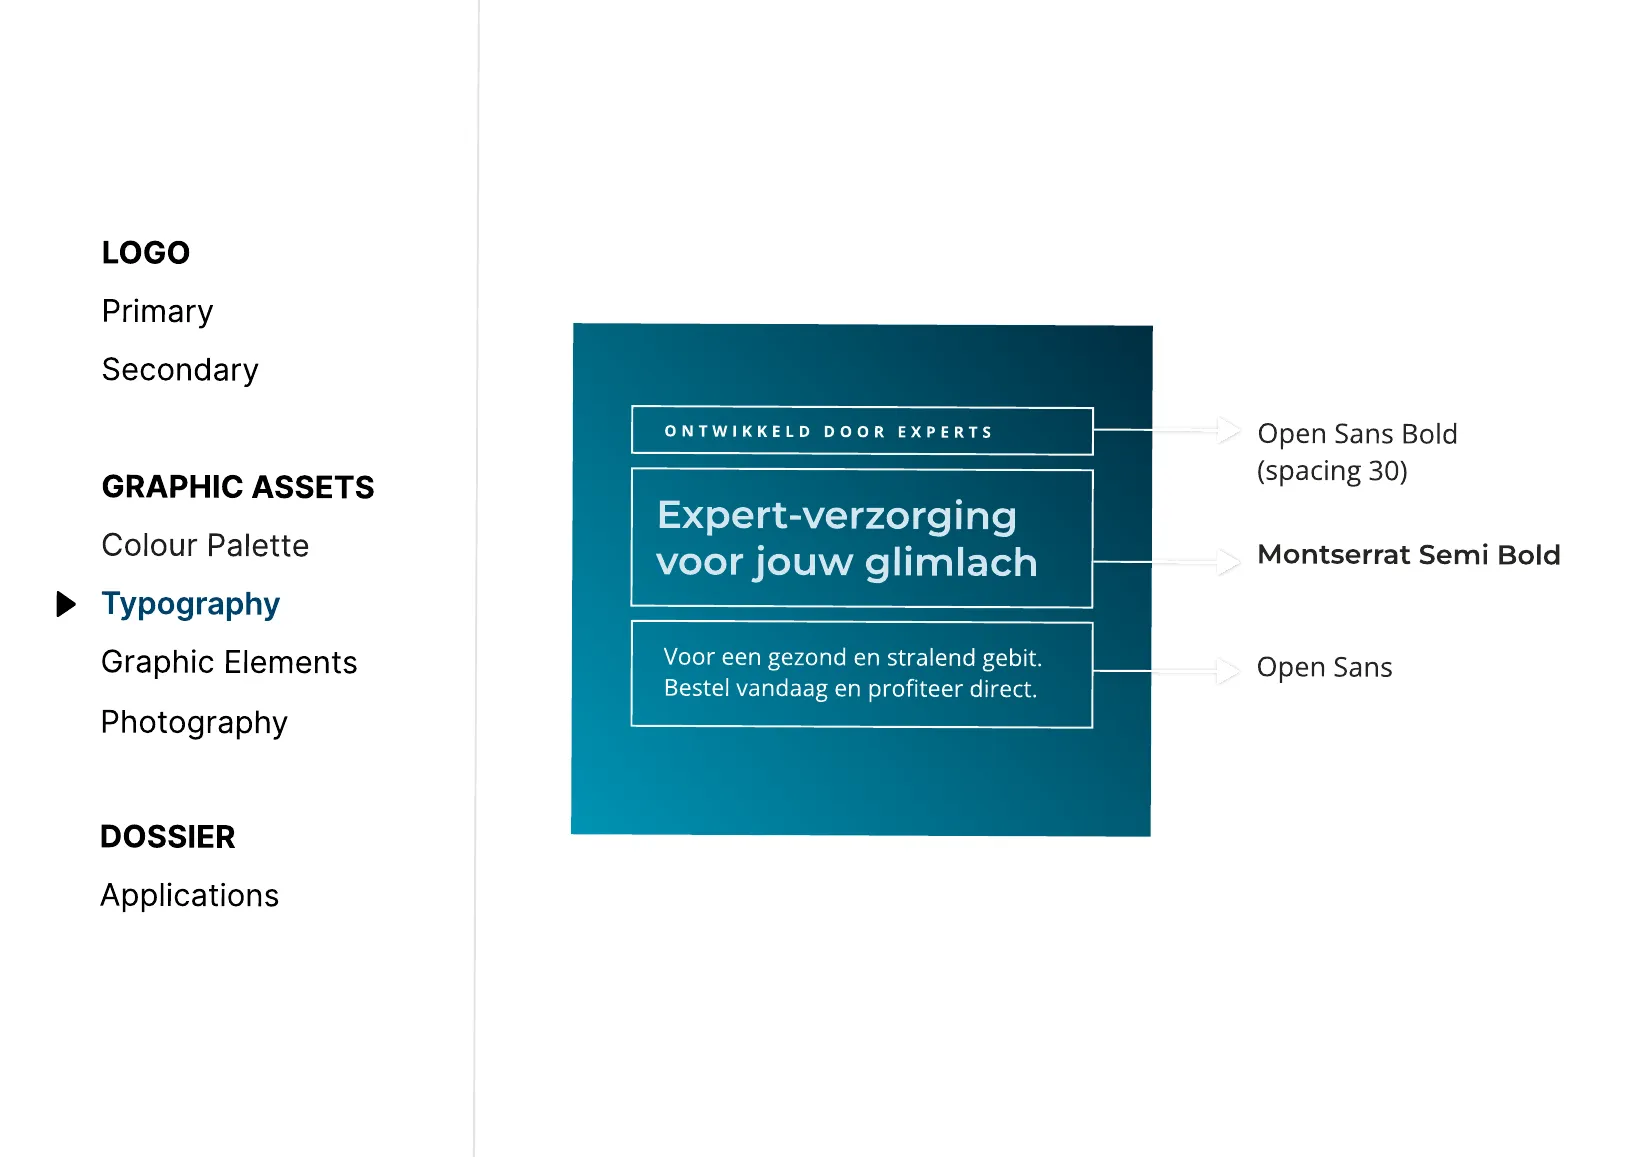 LOGO
Primary
Secondary
GRAPHIC ASSETS
Colour Palette
Typography
Graphic Elements
Photography
DOSSIER
Applications
ONTWIKKELD DOOR EXPERTS
Expert-verzorging
voor jouw glimlach
Voor een gezond en stralend gebit.
Bestel vandaag en profiteer direct.
Open Sans Bold
(spacing 30)
Montserrat Semi Bold
Open Sans